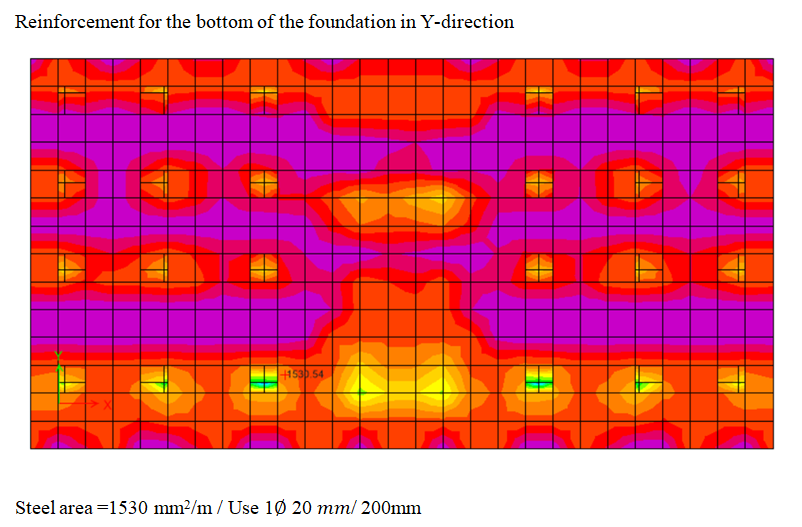 Reinforcement for the bottom of the foundation in Y-direction
1530.54
Y
X
Steel area =1530 mm²/m / Use 1Ø 20 mm/ 200mm